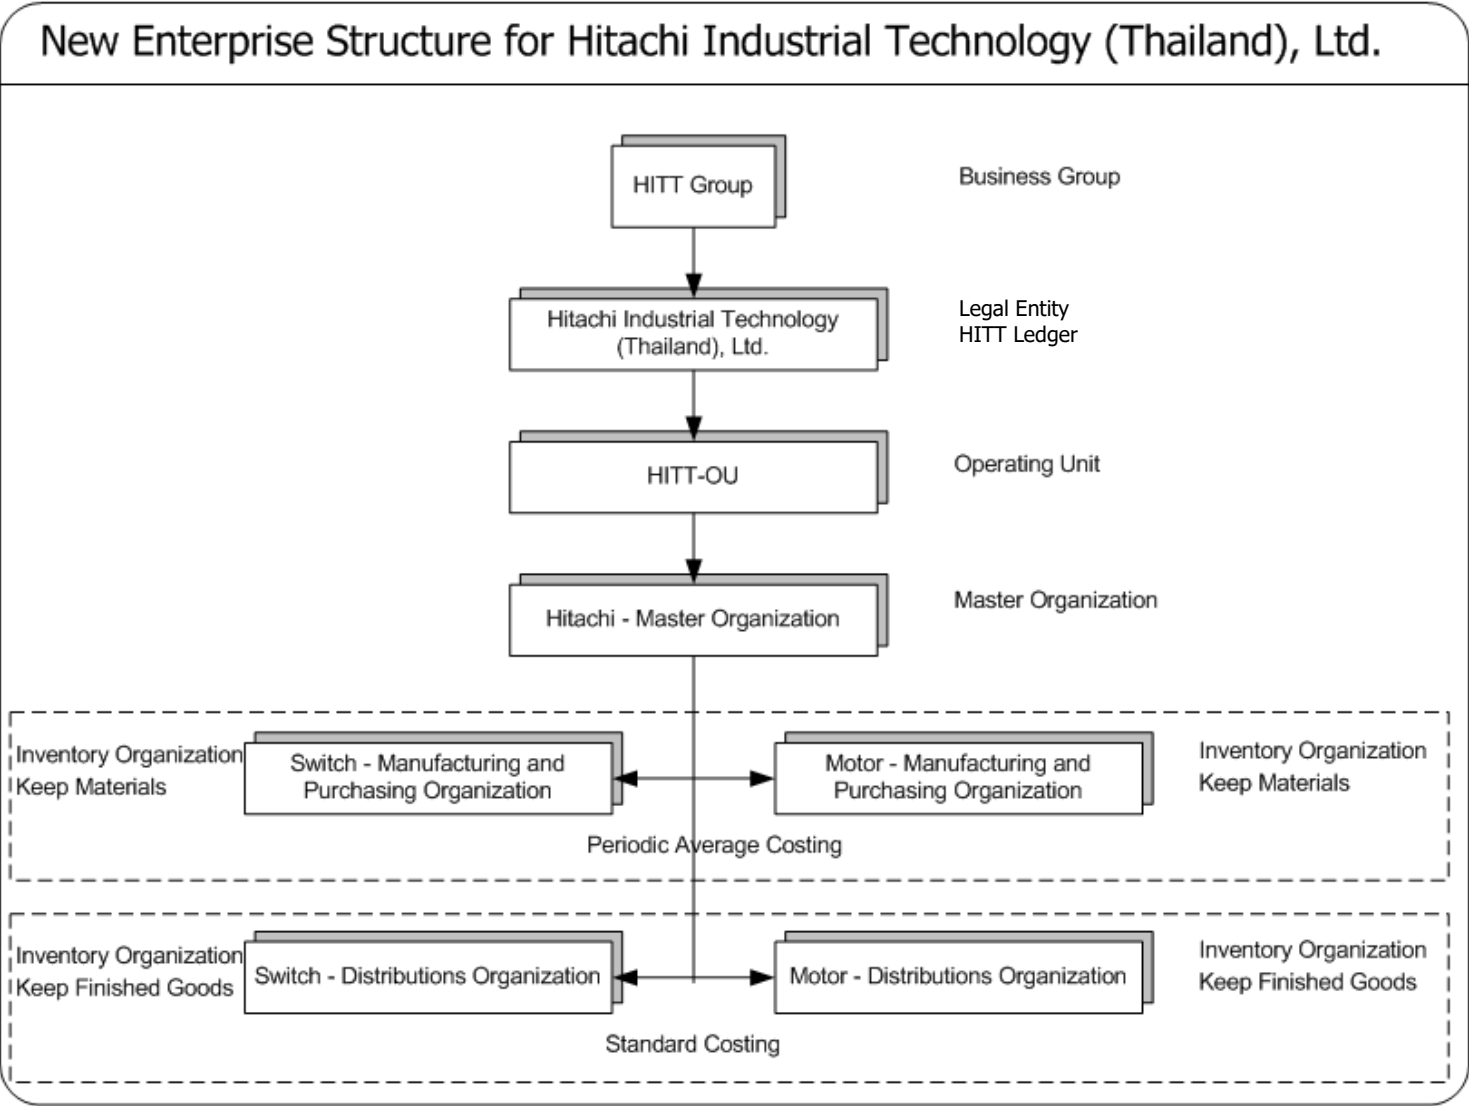 New Enterprise Structure for Hitachi Industrial Technology (Thailand), Ltd.
HITT Group
Business Group
Hitachi Industrial Technology
(Thailand), Ltd.
Legal Entity
HITT Ledger
HITT-OU
Operating Unit
Hitachi - Master Organization
Master Organization
Inventory Organization
Keep Materials
Switch - Manufacturing and
Purchasing Organization
Motor - Manufacturing and
Purchasing Organization
Inventory Organization
Keep Materials
Periodic Average Costing
Inventory Organization
Keep Finished Goods
Switch - Distributions Organization
Motor - Distributions Organization
Inventory Organization
Keep Finished Goods
Standard Costing